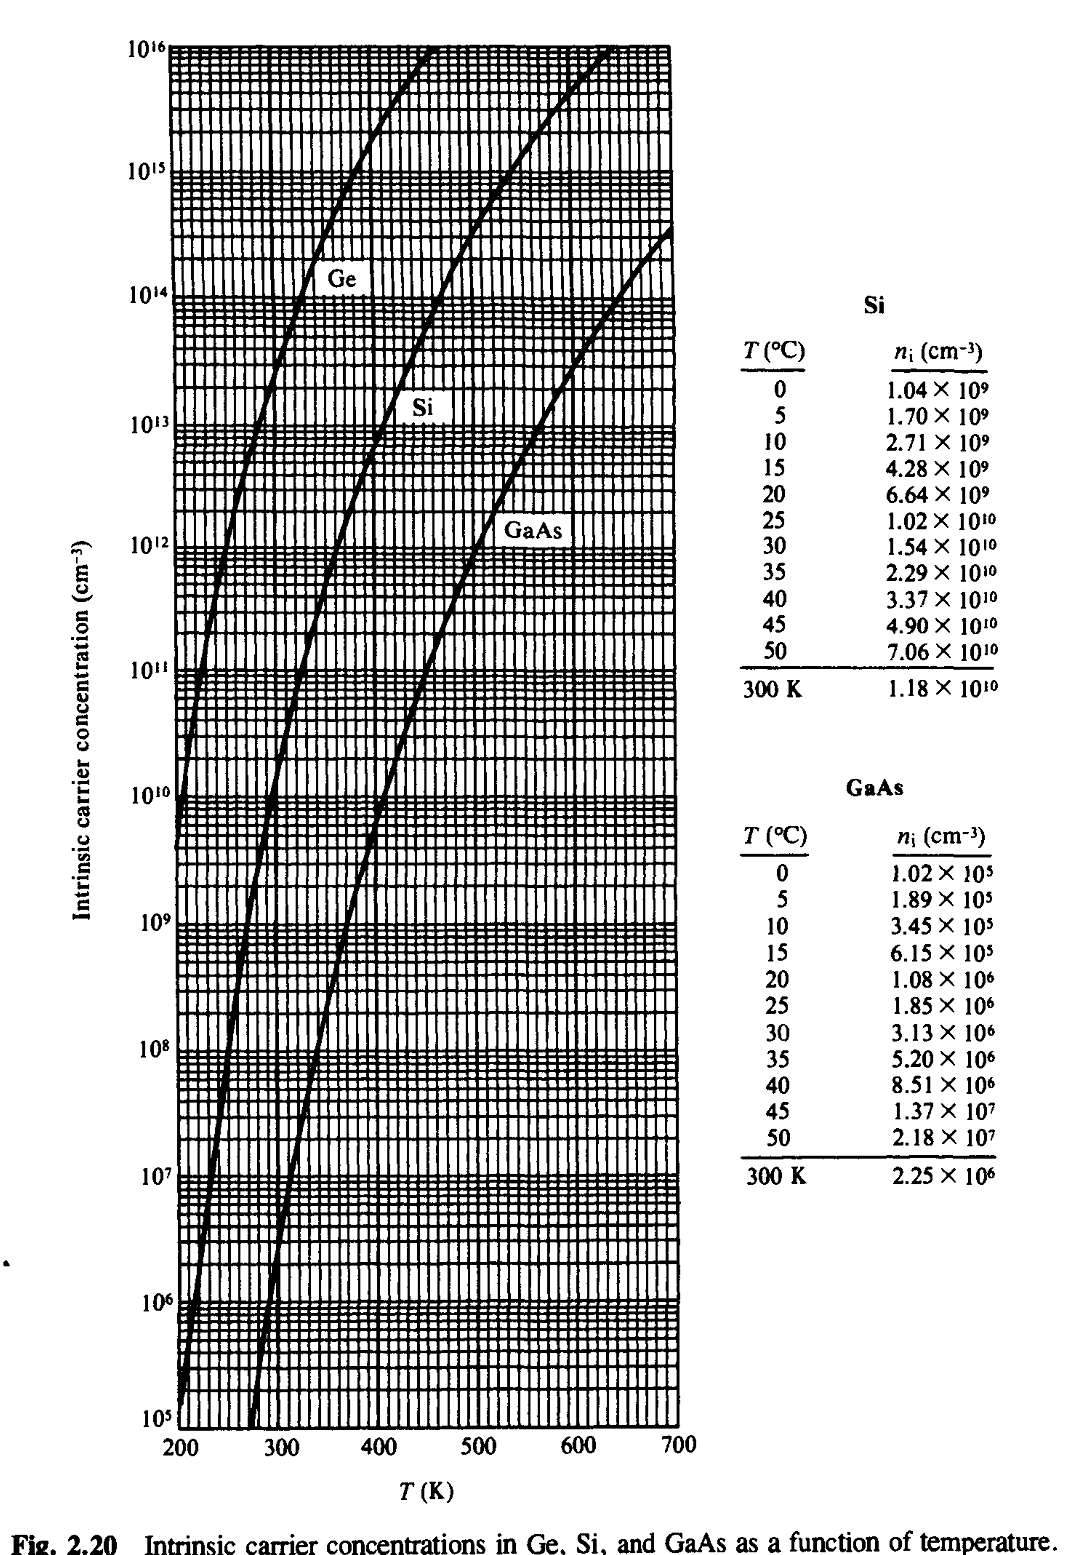 10¹⁶
10¹⁵
10¹⁴
10¹³
10¹²
10¹¹
10¹⁰
10⁹
10⁸
10⁷
10⁶
10⁵
Intrinsic carrier concentration (cm⁻³)
Ge
Si
GaAs
200 300 400 500 600 700
T (K)
Si
T (°C) nᵢ (cm⁻³)
0 1.04 × 10⁹
5 1.70 × 10⁹
10 2.71 × 10⁹
15 4.28 × 10⁹
20 6.64 × 10⁹
25 1.02 × 10¹⁰
30 1.54 × 10¹⁰
35 2.29 × 10¹⁰
40 3.37 × 10¹⁰
45 4.90 × 10¹⁰
50 7.06 × 10¹⁰
300 K 1.18 × 10¹⁰
GaAs
T (°C) nᵢ (cm⁻³)
0 1.02 × 10⁵
5 1.89 × 10⁵
10 3.45 × 10⁵
15 6.15 × 10⁵
20 1.08 × 10⁶
25 1.85 × 10⁶
30 3.13 × 10⁶
35 5.20 × 10⁶
40 8.51 × 10⁶
45 1.37 × 10⁷
50 2.18 × 10⁷
300 K 2.25 × 10⁶
Fig. 2.20 Intrinsic carrier concentrations in Ge, Si, and GaAs as a function of temperature.